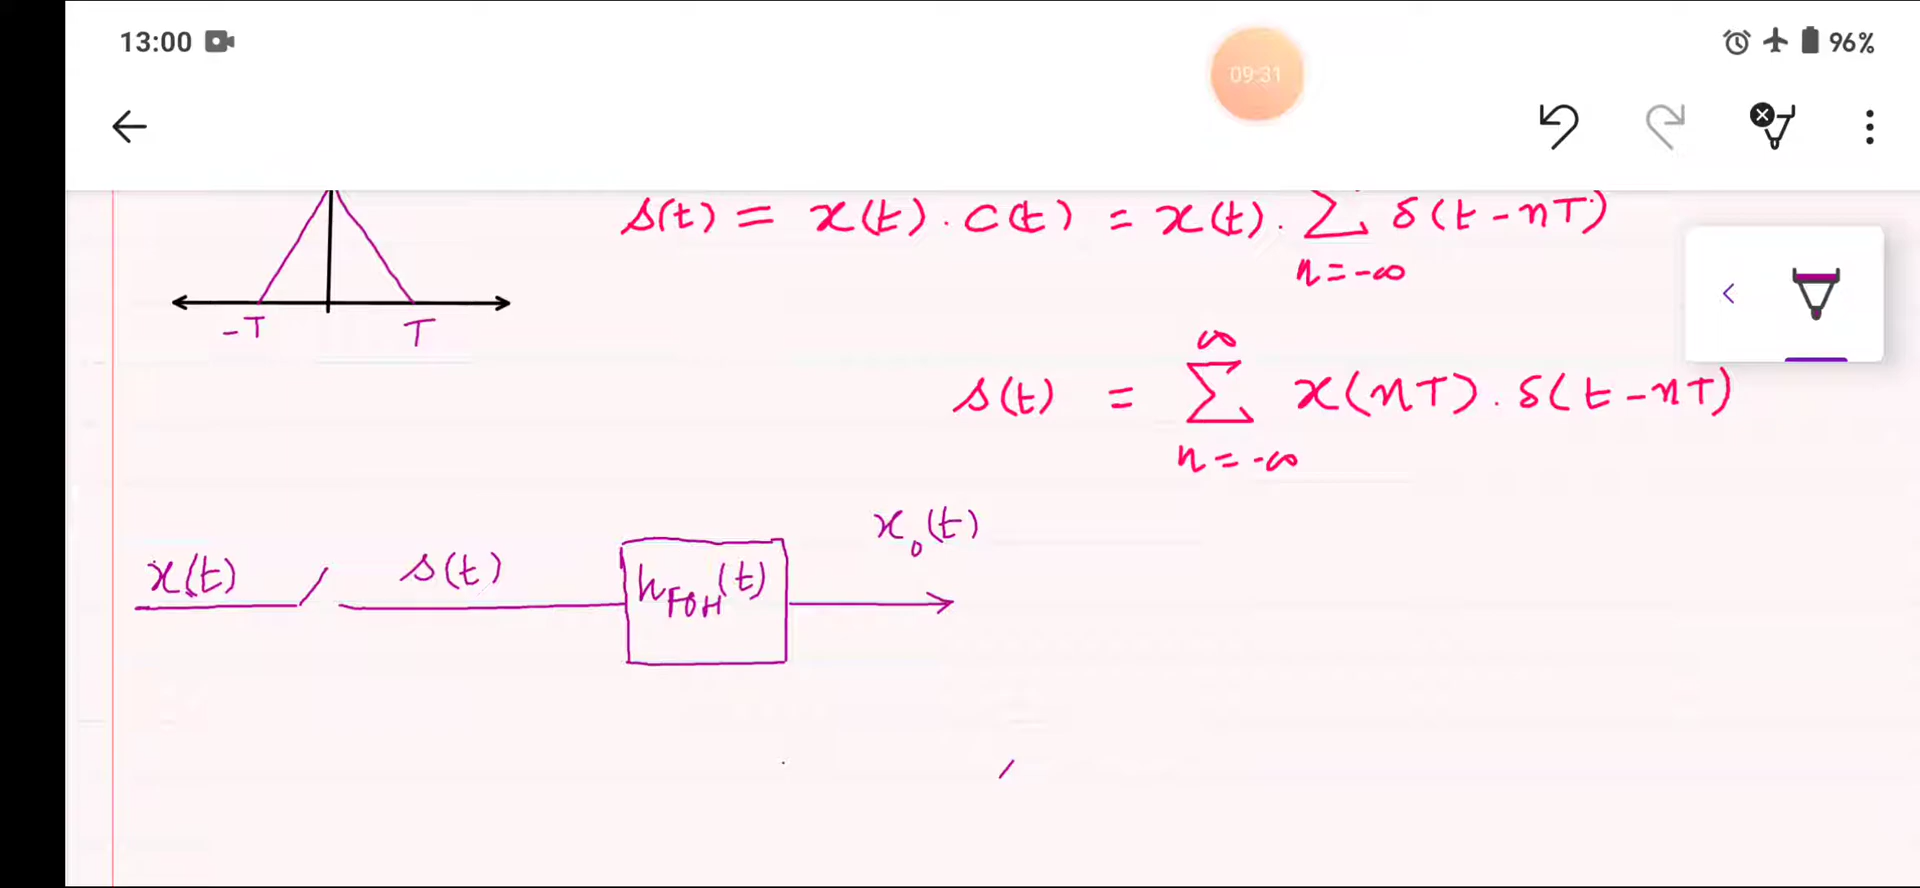 13:00
96%
09:31
s(t) = x(t) . c(t) = x(t) . ∑ δ(t-nT)
n=-∞
-T T
∞
s(t) = ∑ x(nT) . δ(t-nT)
n=-∞
x₀(t)
x(t) s(t) h_FOH(t)